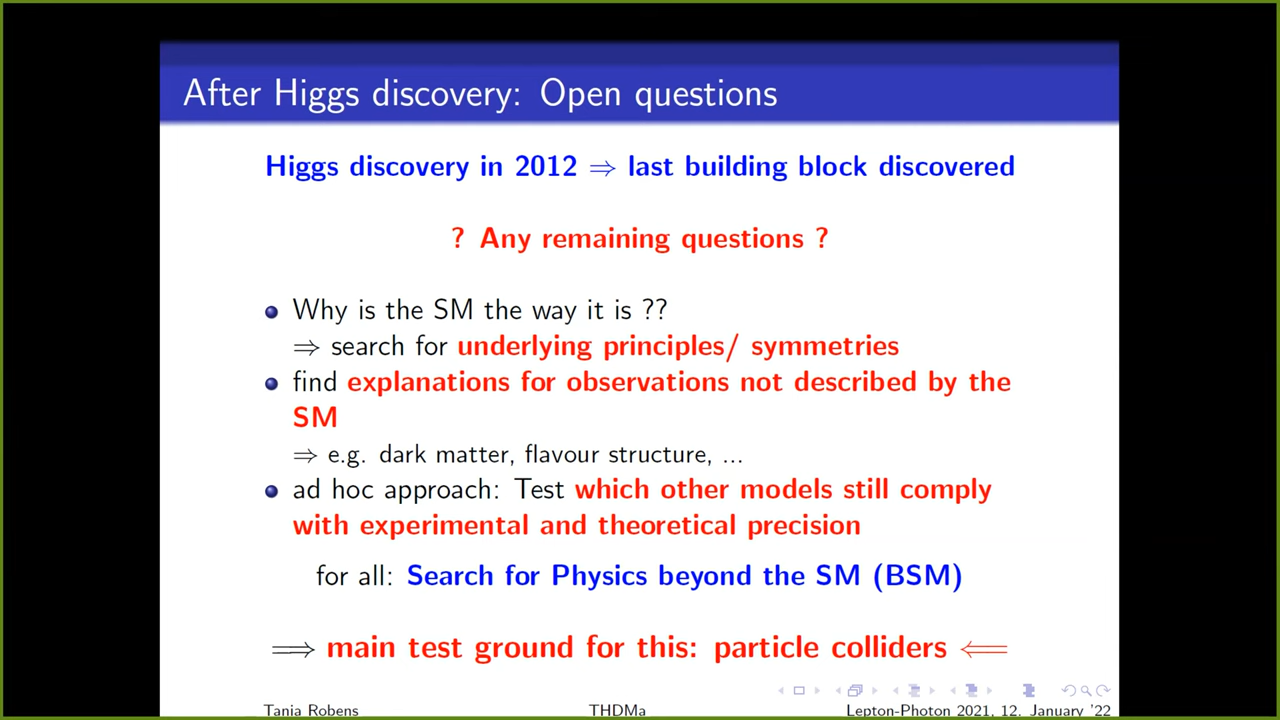 After Higgs discovery: Open questions
Higgs discovery in 2012 ⇒ last building block discovered
? Any remaining questions ?
Why is the SM the way it is ??
⇒ search for underlying principles/ symmetries
find explanations for observations not described by the
SM
⇒ e.g. dark matter, flavour structure, ...
ad hoc approach: Test which other models still comply
with experimental and theoretical precision
for all: Search for Physics beyond the SM (BSM)
⟹ main test ground for this: particle colliders ⟸
Tania Robens THDMa Lepton-Photon 2021, 12. January '22